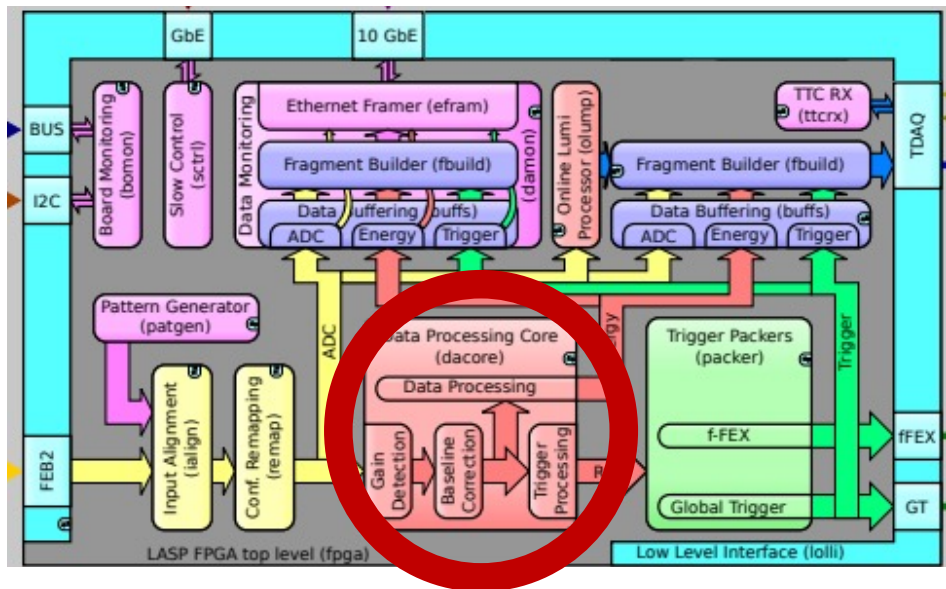 GbE
10 GbE
BUS
I2C
FEB2
Board Monitoring
(bomon)
Slow Control
(sctrl)
Data Monitoring
(damon)
Ethernet Framer (efram)
Fragment Builder (fbuild)
Data Buffering (buffs)
ADC
Energy
Trigger
Online Lumi
Processor (olump)
TTC RX
(ttcrx)
TDAQ
Fragment Builder (fbuild)
Data Buffering (buffs)
ADC
Energy
Trigger
Pattern Generator
(patgen)
Input Alignment
(ialign)
Conf. Remapping
(remap)
ADC
Data Processing Core
(dacore)
Data Processing
Gain
Detection
Baseline
Correction
Trigger
Processing
Trigger Packers
(packer)
f-FEX
Global Trigger
Trigger
fFEX
GT
LASP FPGA top level (fpga)
Low Level Interface (lolli)